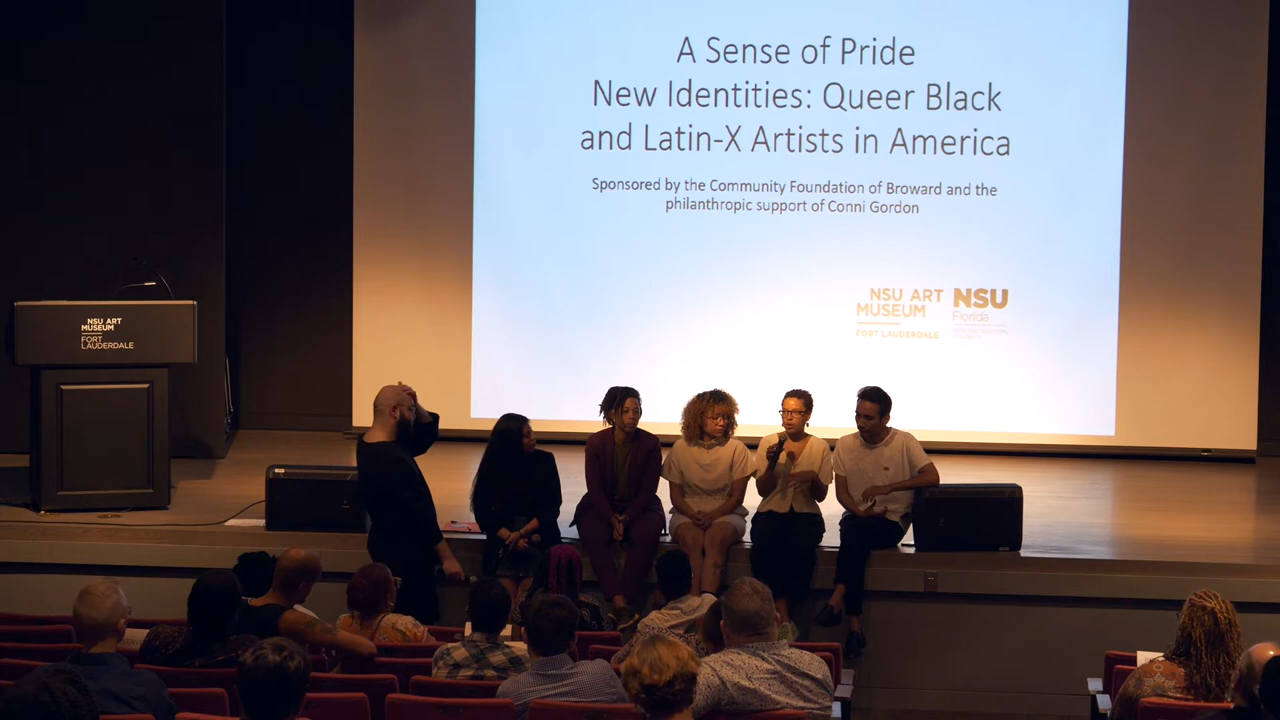 A Sense of Pride
New Identities: Queer Black
and Latin-X Artists in America
Sponsored by the Community Foundation of Broward and the
philanthropic support of Conni Gordon
NSU ART
MUSEUM
FORT LAUDERDALE
NSU
Florida
NSU ART
MUSEUM
FORT
LAUDERDALE